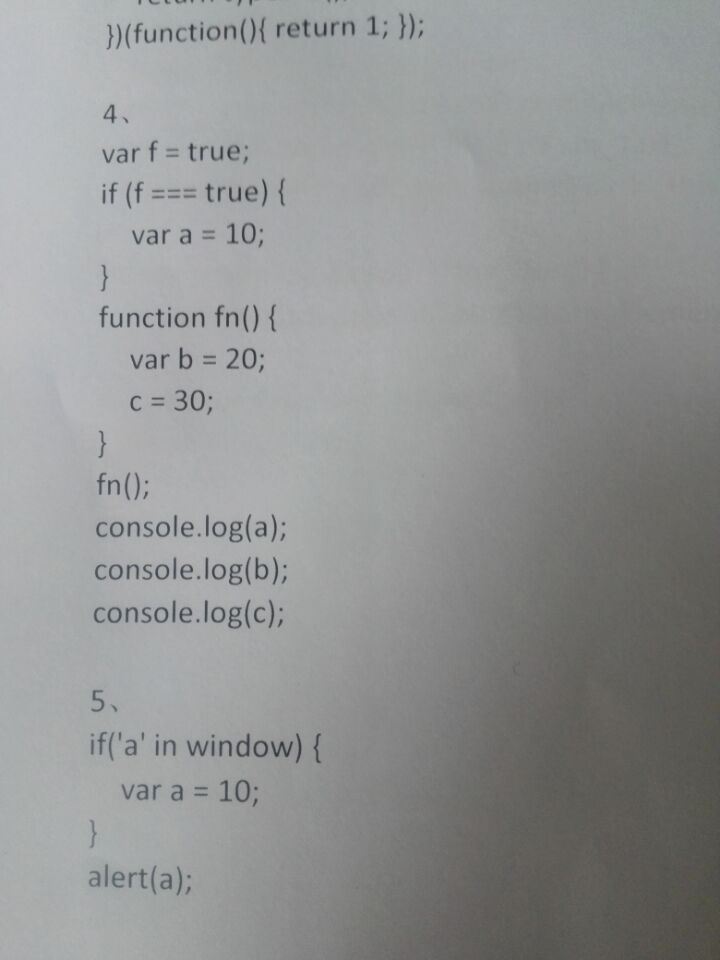 })(function(){ return 1; });
4、
var f = true;
if (f === true) {
var a = 10;
}
function fn() {
var b = 20;
c = 30;
}
fn();
console.log(a);
console.log(b);
console.log(c);
5、
if('a' in window) {
var a = 10;
}
alert(a);